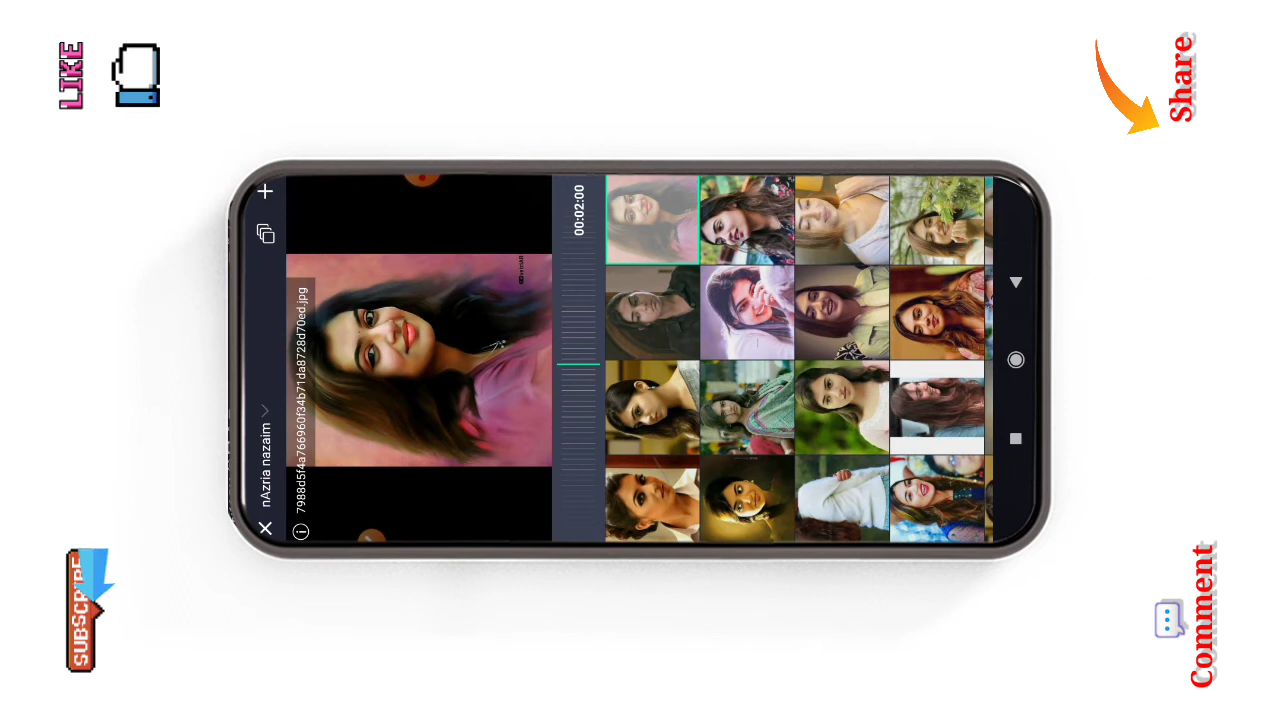 LIKE
SUBSCRIBE
nAzria nazaim
7988d5f4a766960f34b71da8728d70ed.jpg
00:02:00
Share
Comment